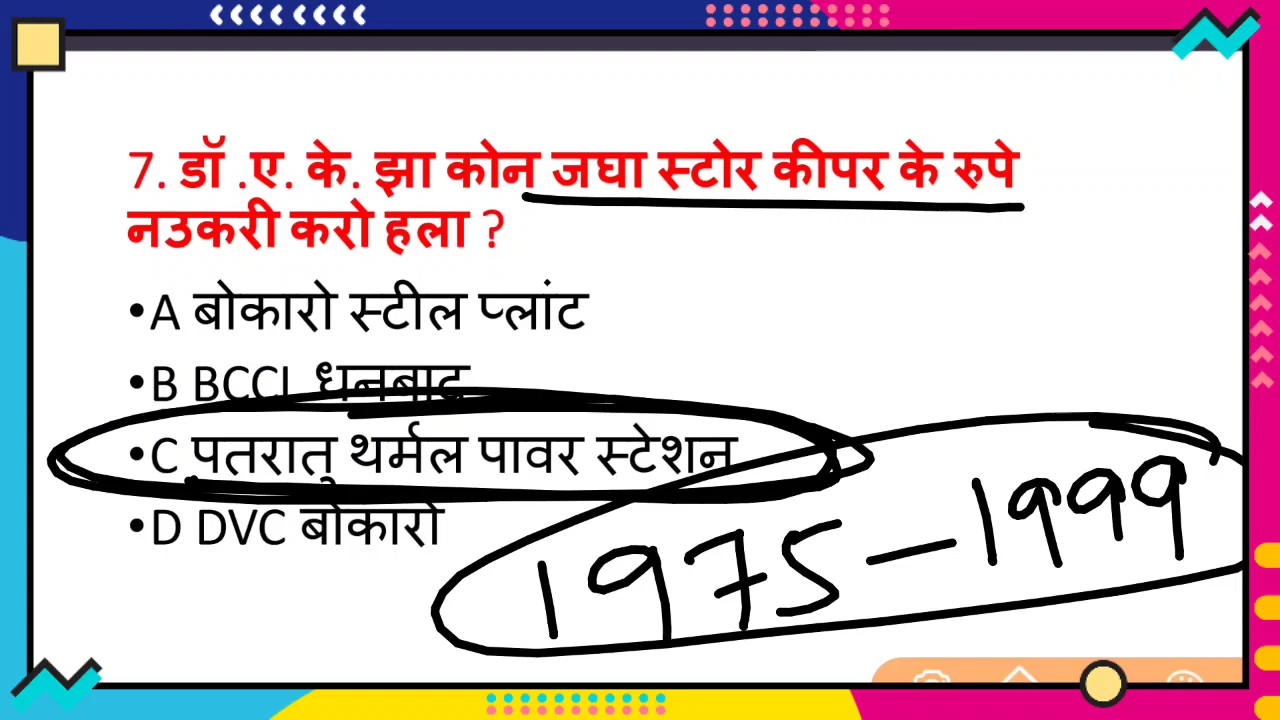 7. डॉ .ए. के. झा कोन जघा स्टोर कीपर के रुपे
नउकरी करो हला ?
•A बोकारो स्टील प्लांट
•B BCCL धनबाद
•C पतरातु थर्मल पावर स्टेशन
•D DVC बोकारो
1975-1999